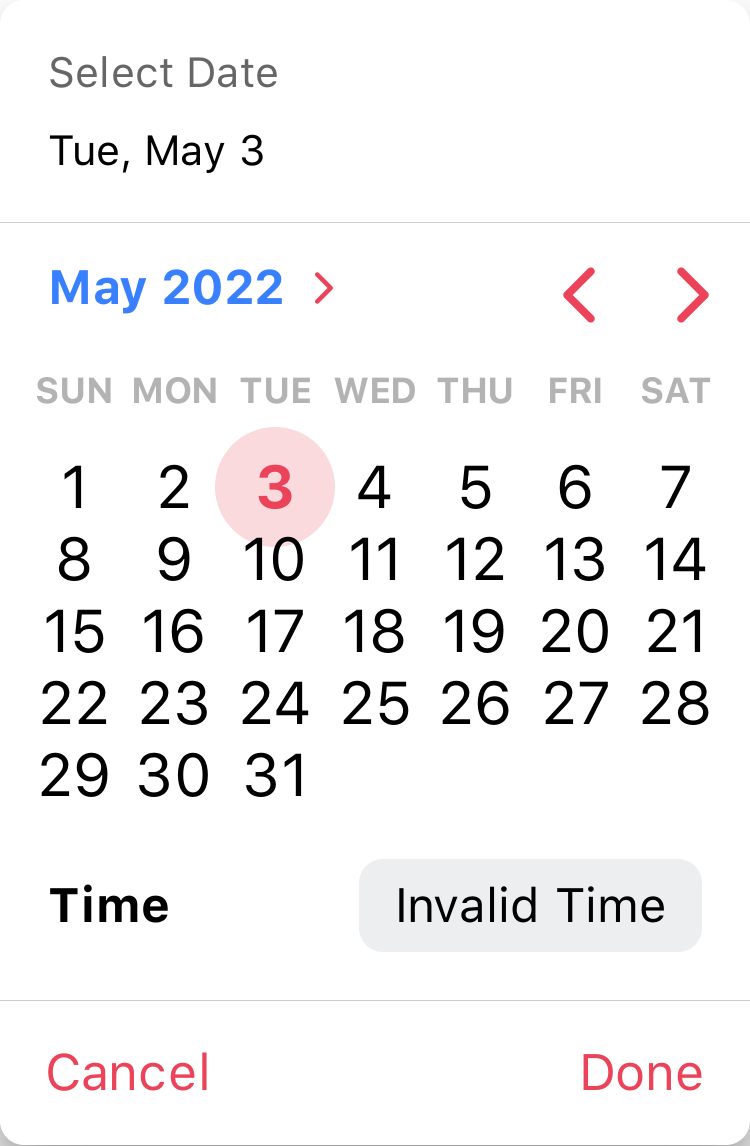 Select Date
Tue, May 3
May 2022
SUN MON TUE WED THU FRI SAT
1 2 3 4 5 6 7
8 9 10 11 12 13 14
15 16 17 18 19 20 21
22 23 24 25 26 27 28
29 30 31
Time Invalid Time
Cancel Done